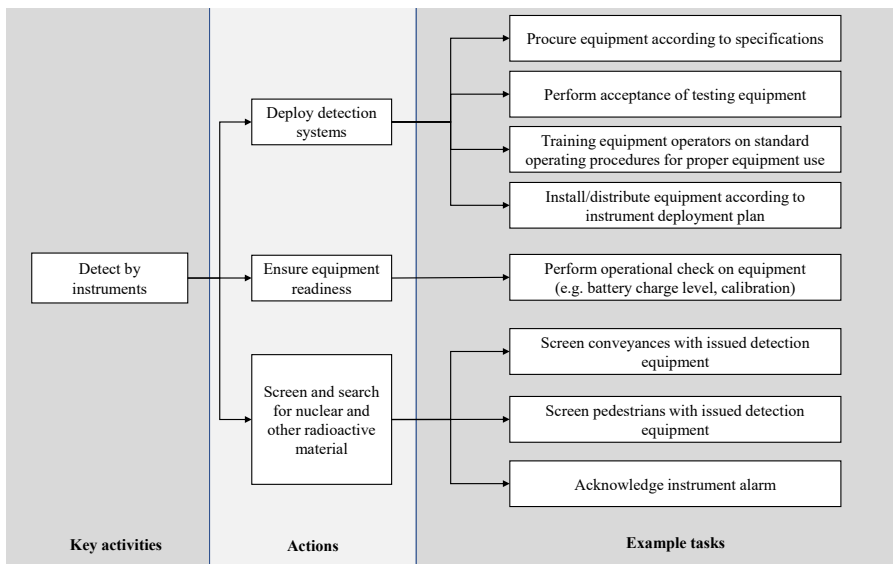 Procure equipment according to specifications
Perform acceptance of testing equipment
Deploy detection
systems
Training equipment operators on standard
operating procedures for proper equipment use
Install/distribute equipment according to
instrument deployment plan
Detect by
instruments
Ensure equipment
readiness
Perform operational check on equipment
(e.g. battery charge level, calibration)
Screen and search
for nuclear and
other radioactive
material
Screen conveyances with issued detection
equipment
Screen pedestrians with issued detection
equipment
Acknowledge instrument alarm
Key activities
Actions
Example tasks